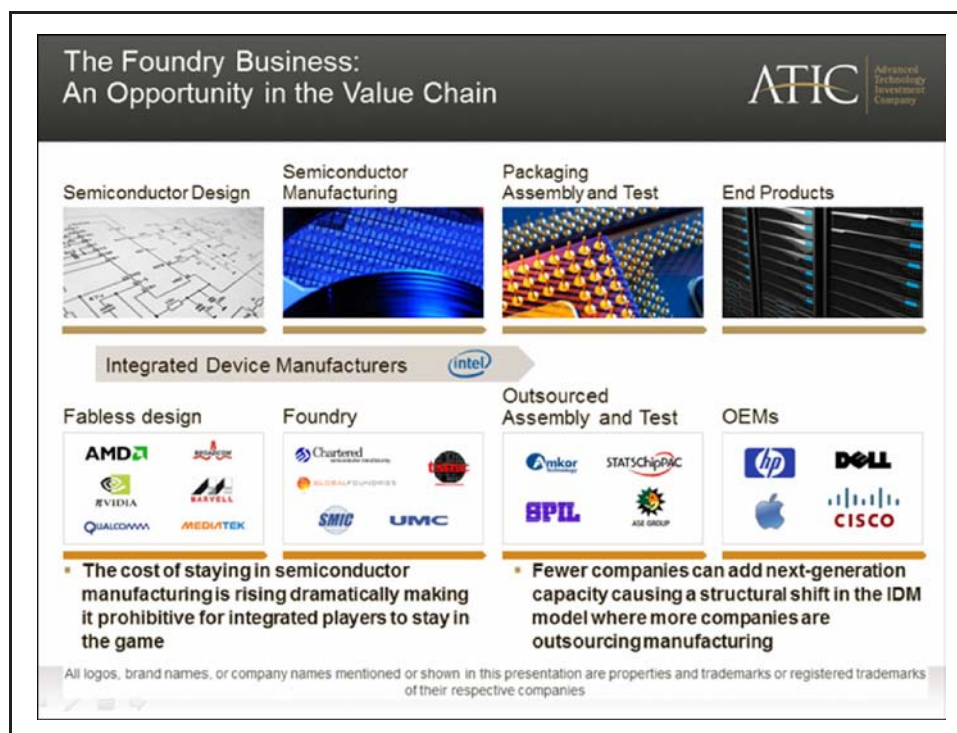 The Foundry Business:
An Opportunity in the Value Chain
ATIC
Advanced
Technology
Investment
Company
Semiconductor Design
Semiconductor
Manufacturing
Packaging
Assembly and Test
End Products
Integrated Device Manufacturers
intel
Fabless design
Foundry
Outsourced
Assembly and Test
OEMs
AMD
BROADCOM
NVIDIA
MARVELL
QUALCOMM
MEDIATEK
Chartered
semiconductor manufacturing
tsmc
GLOBALFOUNDRIES
SMIC
UMC
Amkor
Technology
STATSChipPAC
SPIL
ASE GROUP
hp
DELL
CISCO
▪ The cost of staying in semiconductor
manufacturing is rising dramatically making
it prohibitive for integrated players to stay in
the game
▪ Fewer companies can add next-generation
capacity causing a structural shift in the IDM
model where more companies are
outsourcing manufacturing
All logos, brand names, or company names mentioned or shown in this presentation are properties and trademarks or registered trademarks
of their respective companies